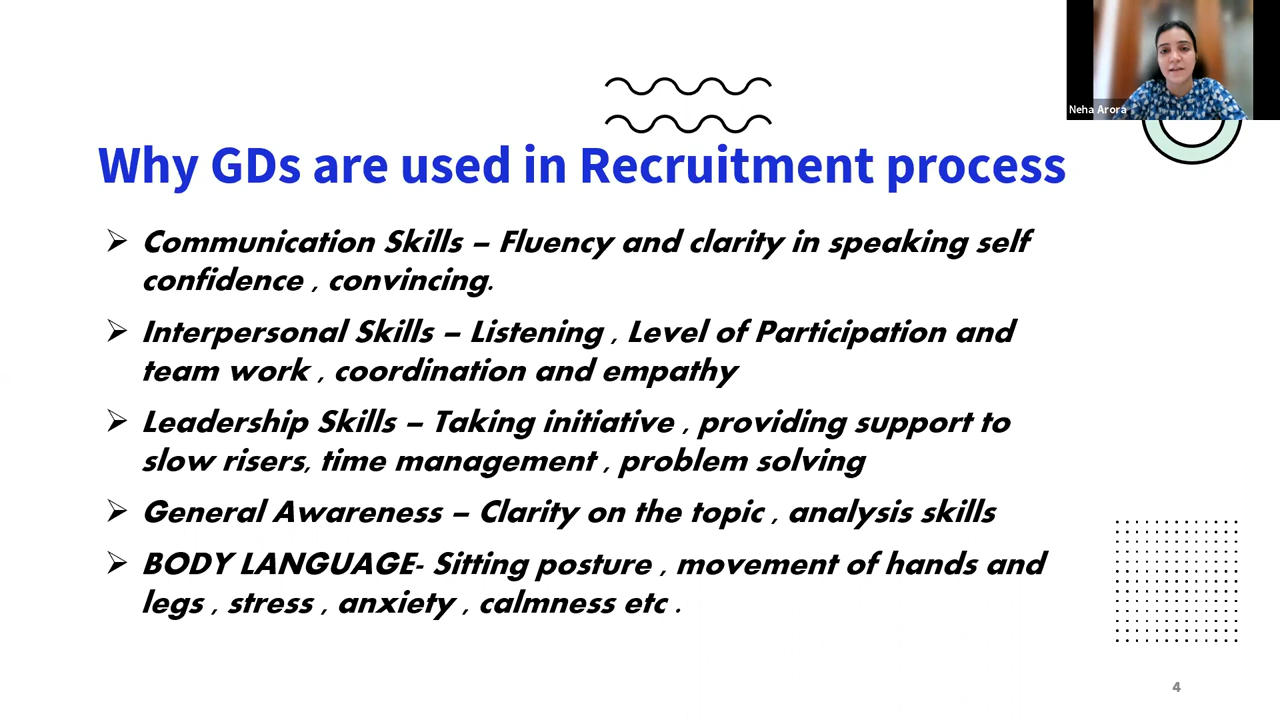 Neha Arora
Why GDs are used in Recruitment process
➢ Communication Skills – Fluency and clarity in speaking self
confidence , convincing.
➢ Interpersonal Skills – Listening , Level of Participation and
team work , coordination and empathy
➢ Leadership Skills – Taking initiative , providing support to
slow risers, time management , problem solving
➢ General Awareness – Clarity on the topic , analysis skills
➢ BODY LANGUAGE- Sitting posture , movement of hands and
legs , stress , anxiety , calmness etc .
4